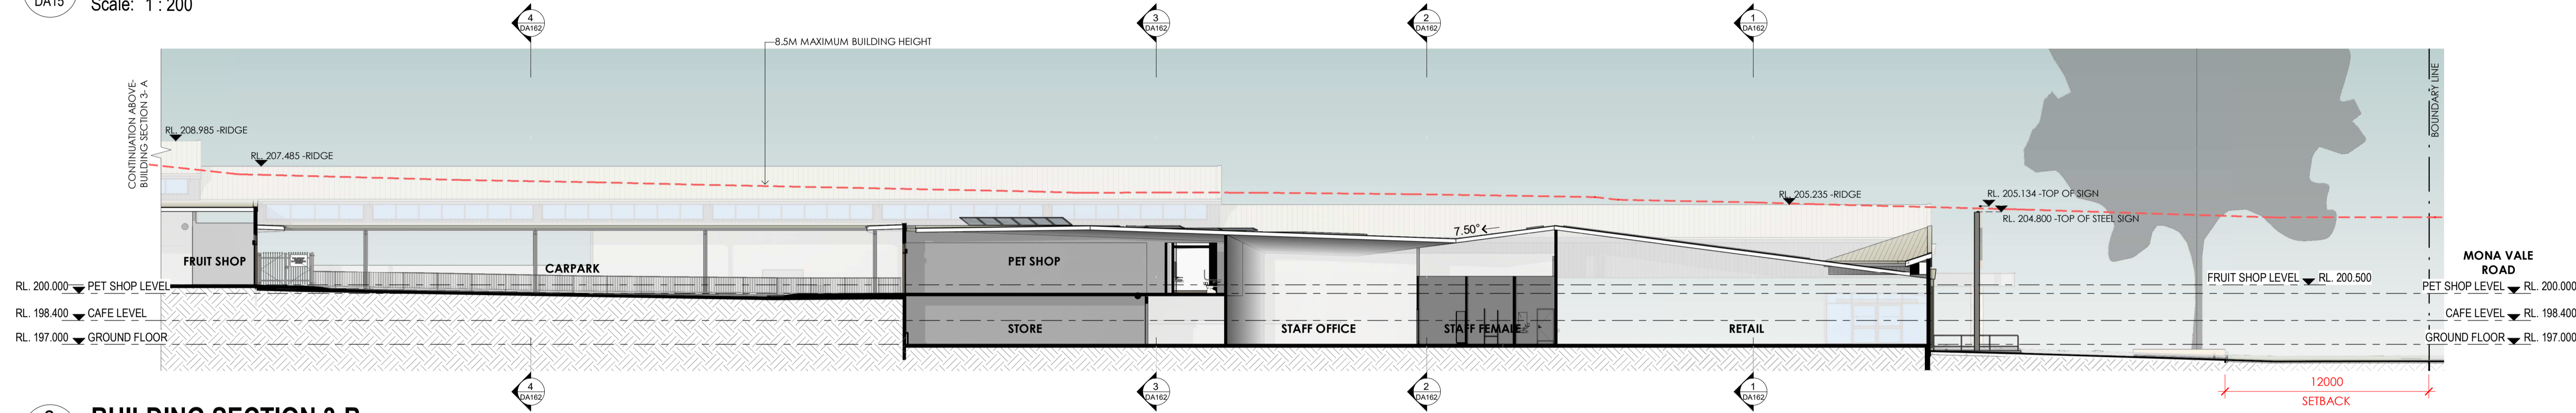 DA15
Scale: 1 : 200
4
DA162
3
DA162
2
DA162
1
DA162
8.5M MAXIMUM BUILDING HEIGHT
CONTINUATION ABOVE-
BUILDING SECTION 3- A
BOUNDARY LINE
RL. 208.985 -RIDGE
RL. 207.485 -RIDGE
RL. 205.235 -RIDGE
RL. 205.134 -TOP OF SIGN
RL. 204.800 -TOP OF STEEL SIGN
7.50°
FRUIT SHOP
CARPARK
PET SHOP
MONA VALE
ROAD
FRUIT SHOP LEVEL RL. 200.500
RL. 200.000 PET SHOP LEVEL
PET SHOP LEVEL RL. 200.000
RL. 198.400 CAFE LEVEL
CAFE LEVEL RL. 198.400
STORE
STAFF OFFICE
STAFF FEMALE
RETAIL
RL. 197.000 GROUND FLOOR
GROUND FLOOR RL. 197.000
4
DA162
3
DA162
2
DA162
1
DA162
12000
SETBACK
BUILDING SECTION 3-B